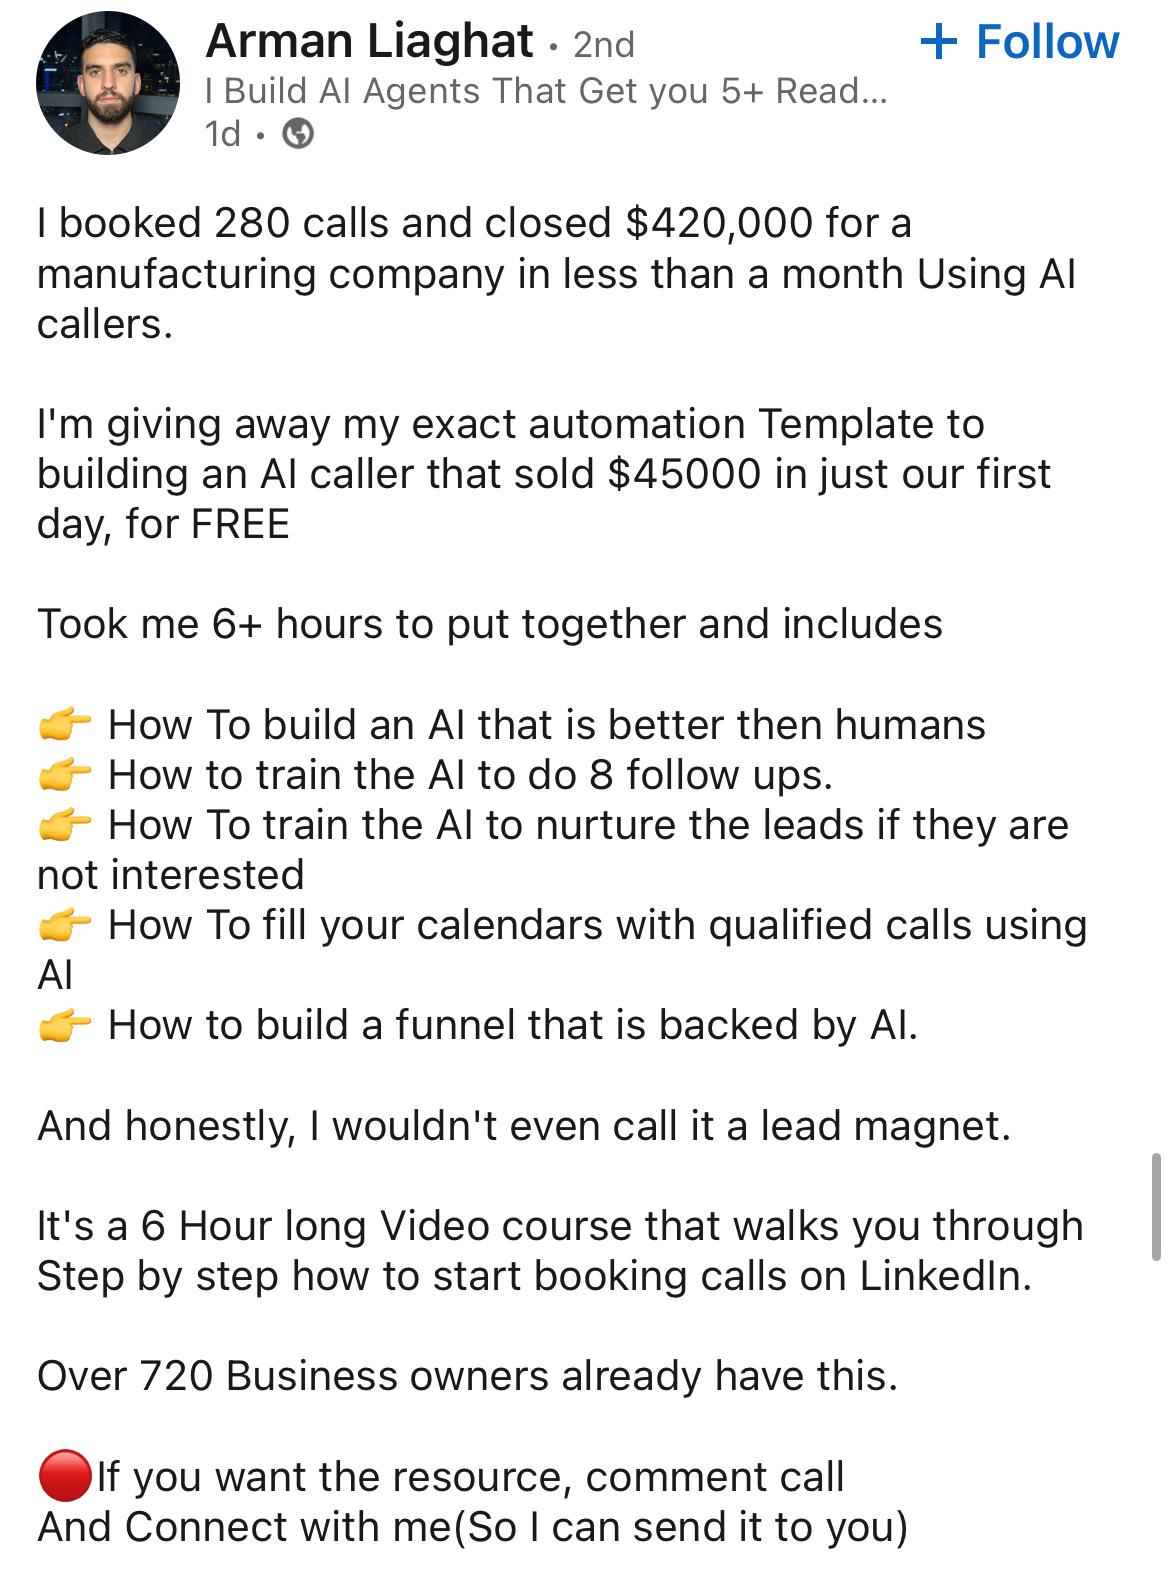 Arman Liaghat • 2nd
+ Follow
I Build AI Agents That Get you 5+ Read...
1d •
I booked 280 calls and closed $420,000 for a
manufacturing company in less than a month Using AI
callers.
I'm giving away my exact automation Template to
building an AI caller that sold $45000 in just our first
day, for FREE
Took me 6+ hours to put together and includes
👉 How To build an AI that is better then humans
👉 How to train the AI to do 8 follow ups.
👉 How To train the AI to nurture the leads if they are
not interested
👉 How To fill your calendars with qualified calls using
AI
👉 How to build a funnel that is backed by AI.
And honestly, I wouldn't even call it a lead magnet.
It's a 6 Hour long Video course that walks you through
Step by step how to start booking calls on LinkedIn.
Over 720 Business owners already have this.
🔴If you want the resource, comment call
And Connect with me(So I can send it to you)